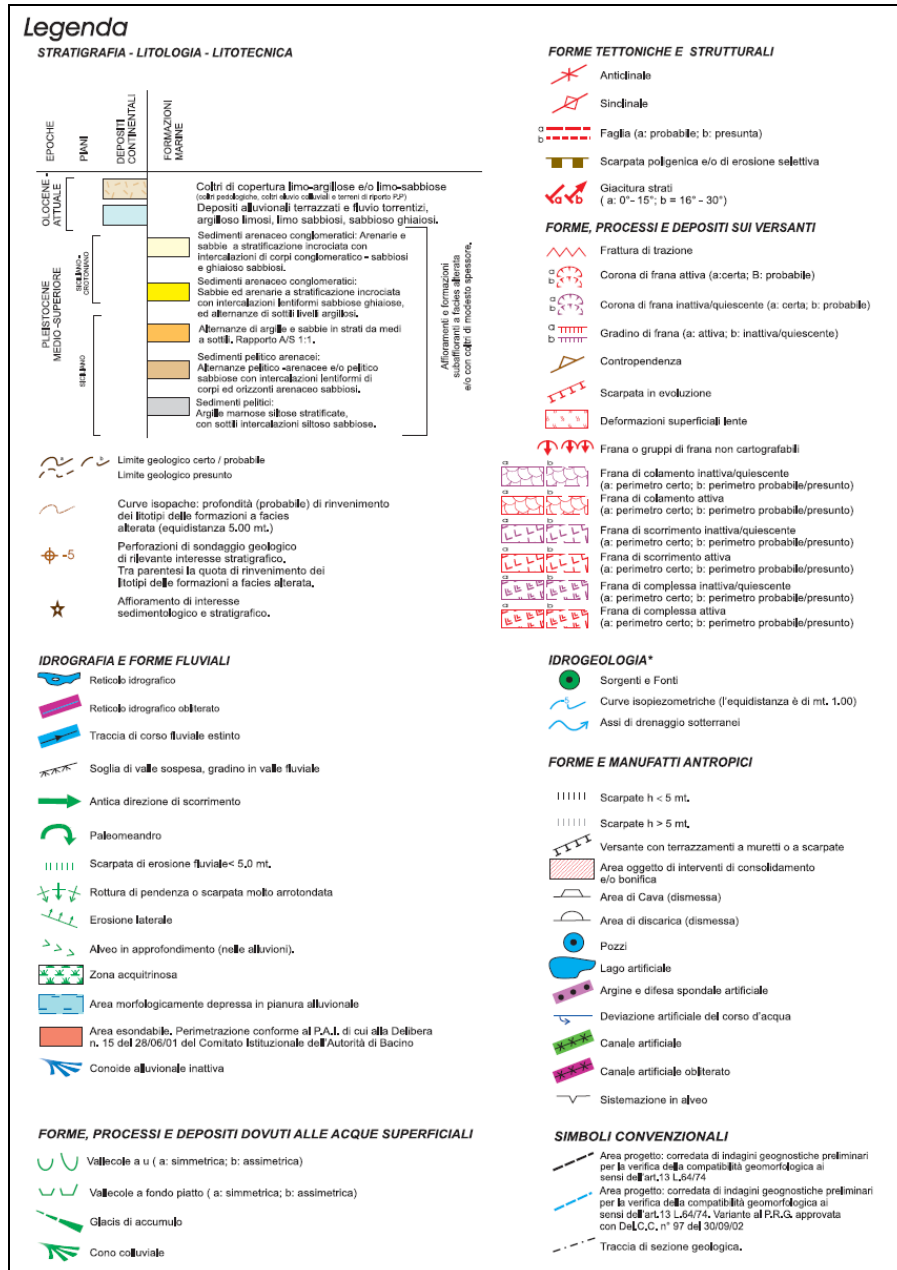 Legenda
STRATIGRAFIA - LITOLOGIA - LITOTECNICA
EPOCHE
PIANI
DEPOSITI
CONTINENTALI
FORMAZIONI
MARINE
OLOCENE-
ATTUALE
Coltri di copertura limo-argillose e/o limo-sabbiose
(coltri pedologiche, coltri eluvio colluviali e terreni di riporto P.P)
Depositi alluvionali terrazzati e fluvio torrentizi,
argilloso limosi, limo sabbiosi, sabbioso ghiaiosi.
PLEISTOCENE
MEDIO -SUPERIORE
SICILIANO -
CROTONIANO
Sedimenti arenaceo conglomeratici: Arenarie e
sabbie a stratificazione incrociata con
intercalazioni di corpi conglomeratico - sabbiosi
e ghiaioso sabbiosi.
Sedimenti arenaceo conglomeratici:
Sabbie ed arenarie a stratificazione incrociata
con intercalazioni lentiformi sabbiose ghiaiose,
ed alternanze di sottili livelli argillosi.
SICILIANO
Alternanze di argille e sabbie in strati da medi
a sottili. Rapporto A/S 1:1.
Sedimenti pelitico arenacei:
Alternanze pelitico -arenacee e/o pelitico
sabbiose con intercalazioni lentiformi di
corpi ed orizzonti arenaceo sabbiosi.
Sedimenti pelitici:
Argille marnose siltose stratificate,
con sottili intercalazioni siltoso sabbiose.
Affioramenti e formazioni
subaffioranti a facies alterata
e/o con coltri di modesto spessore.
a
b
Limite geologico certo / probabile
Limite geologico presunto
Curve isopache: profondità (probabile) di rinvenimento
dei litotipi delle formazioni a facies
alterata (equidistanza 5.00 mt.)
-5
Perforazioni di sondaggio geologico
di rilevante interesse stratigrafico.
Tra parentesi la quota di rinvenimento dei
litotipi delle formazioni a facies alterata.
Affioramento di interesse
sedimentologico e stratigrafico.
IDROGRAFIA E FORME FLUVIALI
Reticolo idrografico
Reticolo idrografico obliterato
Traccia di corso fluviale estinto
Soglia di valle sospesa, gradino in valle fluviale
Antica direzione di scorrimento
Paleomeandro
Scarpata di erosione fluviale< 5.0 mt.
Rottura di pendenza o scarpata molto arrotondata
Erosione laterale
Alveo in approfondimento (nelle alluvioni).
Zona acquitrinosa
Area morfologicamente depressa in pianura alluvionale
Area esondabile. Perimetrazione conforme al P.A.I. di cui alla Delibera
n. 15 del 28/06/01 del Comitato Istituzionale dell'Autorità di Bacino
Conoide alluvionale inattiva
FORME, PROCESSI E DEPOSITI DOVUTI ALLE ACQUE SUPERFICIALI
Vallecole a u ( a: simmetrica; b: assimetrica)
Vallecole a fondo piatto ( a: simmetrica; b: assimetrica)
Glacis di accumulo
Cono colluviale
FORME TETTONICHE E STRUTTURALI
Anticlinale
Sinclinale
a
b
Faglia (a: probabile; b: presunta)
Scarpata poligenica e/o di erosione selettiva
a b
Giacitura strati
( a: 0°- 15°; b = 16° - 30°)
FORME, PROCESSI E DEPOSITI SUI VERSANTI
Frattura di trazione
a
b
Corona di frana attiva (a:certa; B: probabile)
a
b
Corona di frana inattiva/quiescente (a: certa; b: probabile)
a
b
Gradino di frana (a: attiva; b: inattiva/quiescente)
Contropendenza
Scarpata in evoluzione
Deformazioni superficiali lente
Frana o gruppi di frana non cartografabili
a b
Frana di colamento inattiva/quiescente
(a: perimetro certo; b: perimetro probabile/presunto)
a b
Frana di colamento attiva
(a: perimetro certo; b: perimetro probabile/presunto)
a b
Frana di scorrimento inattiva/quiescente
(a: perimetro certo; b: perimetro probabile/presunto)
a b
Frana di scorrimento attiva
(a: perimetro certo; b: perimetro probabile/presunto)
a b
Frana di complessa inattiva/quiescente
(a: perimetro certo; b: perimetro probabile/presunto)
a b
Frana di complessa attiva
(a: perimetro certo; b: perimetro probabile/presunto)
IDROGEOLOGIA*
Sorgenti e Fonti
5
Curve isopiezometriche (l'equidistanza è di mt. 1.00)
Assi di drenaggio sotterranei
FORME E MANUFATTI ANTROPICI
Scarpate h < 5 mt.
Scarpate h > 5 mt.
Versante con terrazzamenti a muretti o a scarpate
Area oggetto di interventi di consolidamento
e/o bonifica
Area di Cava (dismessa)
Area di discarica (dismessa)
Pozzi
Lago artificiale
Argine e difesa spondale artificiale
Deviazione artificiale del corso d'acqua
Canale artificiale
Canale artificiale obliterato
Sistemazione in alveo
SIMBOLI CONVENZIONALI
Area progetto: corredata di indagini geognostiche preliminari
per la verifica della compatibilità geomorfologica ai
sensi dell'art.13 L.64/74
Area progetto: corredata di indagini geognostiche preliminari
per la verifica della compatibilità geomorfologica ai
sensi dell'art.13 L.64/74. Variante al P.R.G. approvata
con Del.C.C. n° 97 del 30/09/02
Traccia di sezione geologica.